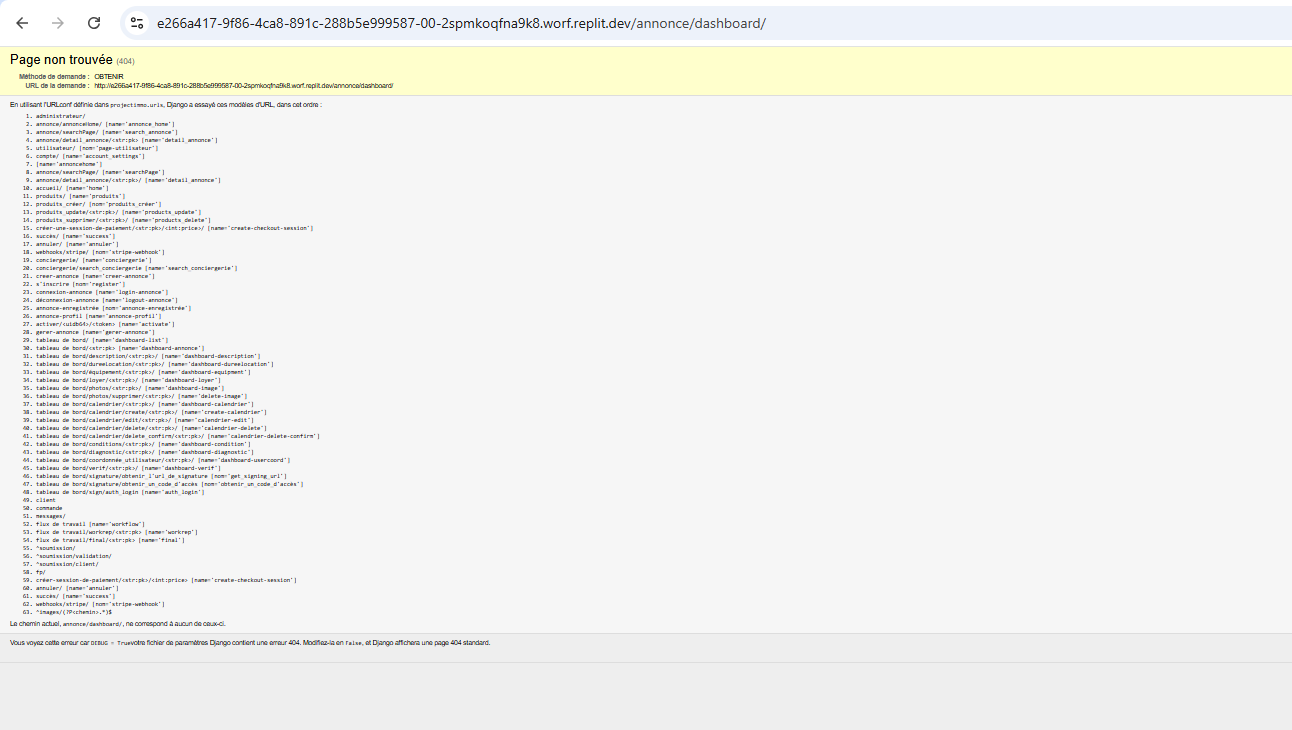 e266a417-9f86-4ca8-891c-288b5e999587-00-2spmkoqfna9k8.worf.replit.dev/annonce/dashboard/
Page non trouvée (404)
Méthode de demande : OBTENIR
URL de la demande : http://e266a417-9f86-4ca8-891c-288b5e999587-00-2spmkoqfna9k8.worf.replit.dev/annonce/dashboard/
En utilisant l'URLconf définie dans projectimmo.urls, Django a essayé ces modèles d'URL, dans cet ordre :
1. administrateur/
2. annonce/annonceHome/ [name='annonce_home']
3. annonce/searchPage/ [name='search_annonce']
4. annonce/detail_annonce/<str:pk> [name='detail_annonce']
5. utilisateur/ [nom='page-utilisateur']
6. compte/ [name='account_settings']
7. [name='annoncehome']
8. annonce/searchPage/ [name='searchPage']
9. annonce/detail_annonce/<str:pk>/ [name='detail_annonce']
10. accueil/ [name='home']
11. produits/ [name='produits']
12. produits_créer/ [nom='produits_créer']
13. produits_update/<str:pk>/ [name='products_update']
14. produits_supprimer/<str:pk>/ [name='products_delete']
15. créer-une-session-de-paiement/<str:pk>/<int:price>/ [name='create-checkout-session']
16. succès/ [name='success']
17. annuler/ [name='annuler']
18. webhooks/stripe/ [nom='stripe-webhook']
19. conciergerie/ [name='conciergerie']
20. conciergerie/search_conciergerie [name='search_conciergerie']
21. creer-annonce [name='creer-annonce']
22. s'inscrire [nom='register']
23. connexion-annonce [name='login-annonce']
24. déconnexion-annonce [name='logout-annonce']
25. annonce-enregistrée [nom='annonce-enregistrée']
26. annonce-profil [name='annonce-profil']
27. activer/<uidb64>/<token> [name='activate']
28. gerer-annonce [name='gerer-annonce']
29. tableau de bord/ [name='dashboard-list']
30. tableau de bord/<str:pk> [name='dashboard-annonce']
31. tableau de bord/description/<str:pk>/ [name='dashboard-description']
32. tableau de bord/dureelocation/<str:pk>/ [name='dashboard-dureelocation']
33. tableau de bord/équipement/<str:pk>/ [name='dashboard-equipment']
34. tableau de bord/loyer/<str:pk>/ [name='dashboard-loyer']
35. tableau de bord/photos/<str:pk>/ [name='dashboard-image']
36. tableau de bord/photos/supprimer/<str:pk>/ [name='delete-image']
37. tableau de bord/calendrier/<str:pk>/ [name='dashboard-calendrier']
38. tableau de bord/calendrier/create/<str:pk>/ [name='create-calendrier']
39. tableau de bord/calendrier/edit/<str:pk>/ [name='calendrier-edit']
40. tableau de bord/calendrier/delete/<str:pk>/ [name='calendrier-delete']
41. tableau de bord/calendrier/delete_confirm/<str:pk>/ [name='calendrier-delete-confirm']
42. tableau de bord/conditions/<str:pk>/ [name='dashboard-condition']
43. tableau de bord/diagnostic/<str:pk>/ [name='dashboard-diagnostic']
44. tableau de bord/coordonnée_utilisateur/<str:pk>/ [name='dashboard-usercoord']
45. tableau de bord/verif/<str:pk>/ [name='dashboard-verif']
46. tableau de bord/signature/obtenir_l'url_de_signature [nom='get_signing_url']
47. tableau de bord/signature/obtenir_un_code_d'accès [nom='obtenir_un_code_d'accès']
48. tableau de bord/sign/auth_login [name='auth_login']
49. client
50. commande
51. messages/
52. flux de travail [name='workflow']
53. flux de travail/workrep/<str:pk> [name='workrep']
54. flux de travail/final/<str:pk> [name='final']
55. ^soumission/
56. ^soumission/validation/
57. ^soumission/client/
58. fp/
59. créer-session-de-paiement/<str:pk>/<int:price> [name='create-checkout-session']
60. annuler/ [name='annuler']
61. succès/ [name='success']
62. webhooks/stripe/ [nom='stripe-webhook']
63. ^images/(?P<chemin>.*)$
Le chemin actuel, annonce/dashboard/, ne correspond à aucun de ceux-ci.
Vous voyez cette erreur car DEBUG = Truevotre fichier de paramètres Django contient une erreur 404. Modifiez-la en False, et Django affichera une page 404 standard.